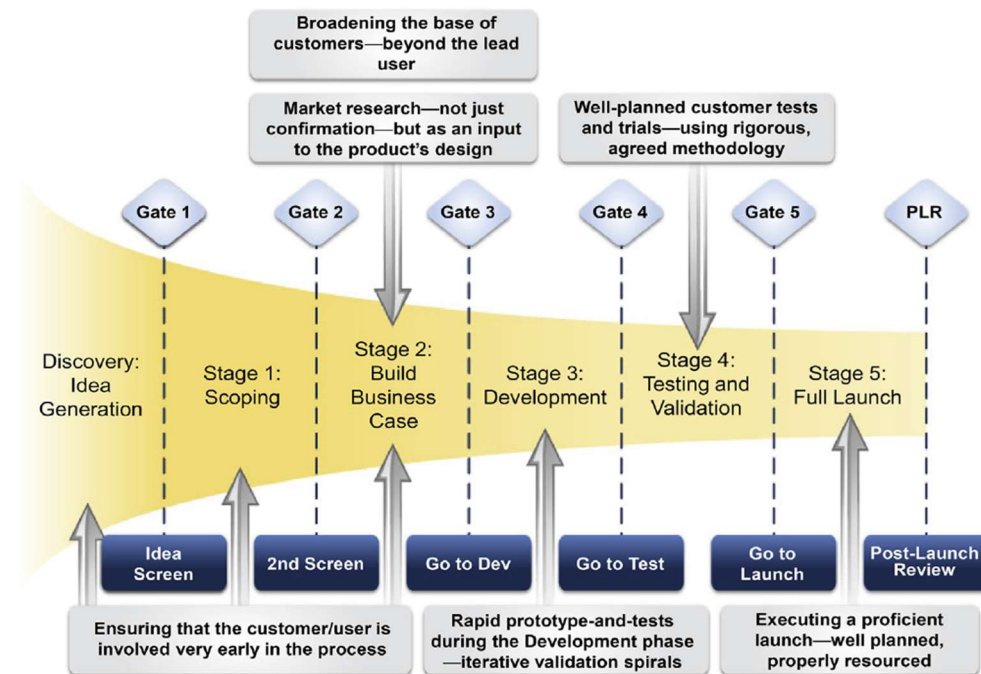 Broadening the base of
customers—beyond the lead
user
Market research—not just
confirmation—but as an input
to the product's design
Well-planned customer tests
and trials—using rigorous,
agreed methodology
Gate 1
Gate 2
Gate 3
Gate 4
Gate 5
PLR
Discovery:
Idea
Generation
Stage 1:
Scoping
Stage 2:
Build
Business
Case
Stage 3:
Development
Stage 4:
Testing and
Validation
Stage 5:
Full Launch
Idea
Screen
2nd Screen
Go to Dev
Go to Test
Go to
Launch
Post-Launch
Review
Ensuring that the customer/user is
involved very early in the process
Rapid prototype-and-tests
during the Development phase
—iterative validation spirals
Executing a proficient
launch—well planned,
properly resourced